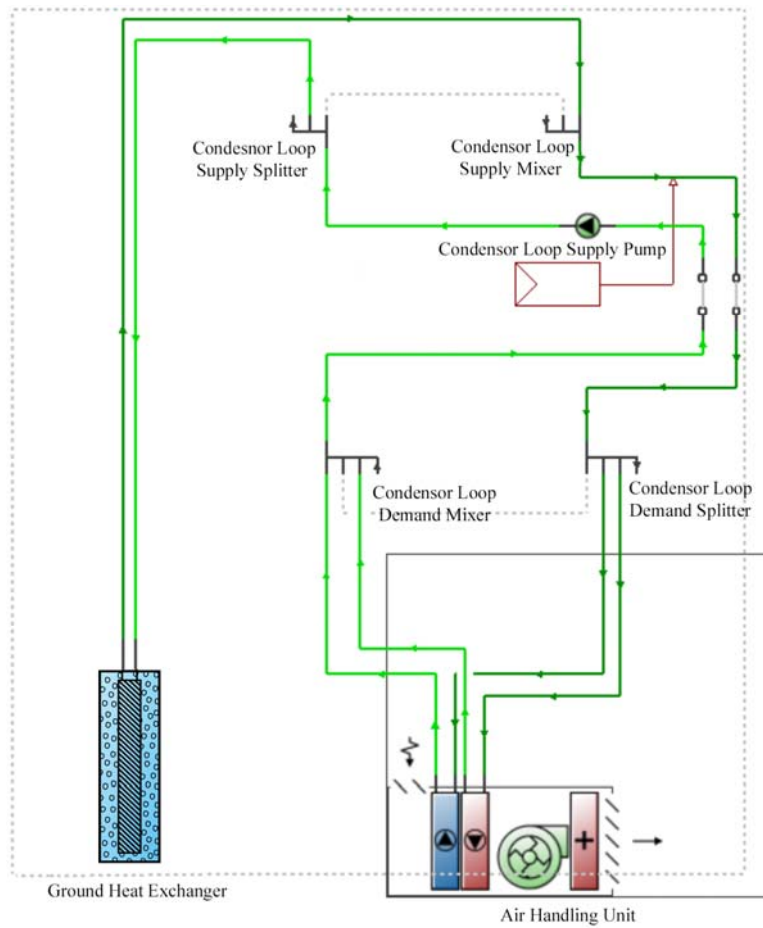 Condesnor Loop
Supply Splitter
Condensor Loop
Supply Mixer
Condensor Loop Supply Pump
Condensor Loop
Demand Mixer
Condensor Loop
Demand Splitter
Ground Heat Exchanger
Air Handling Unit